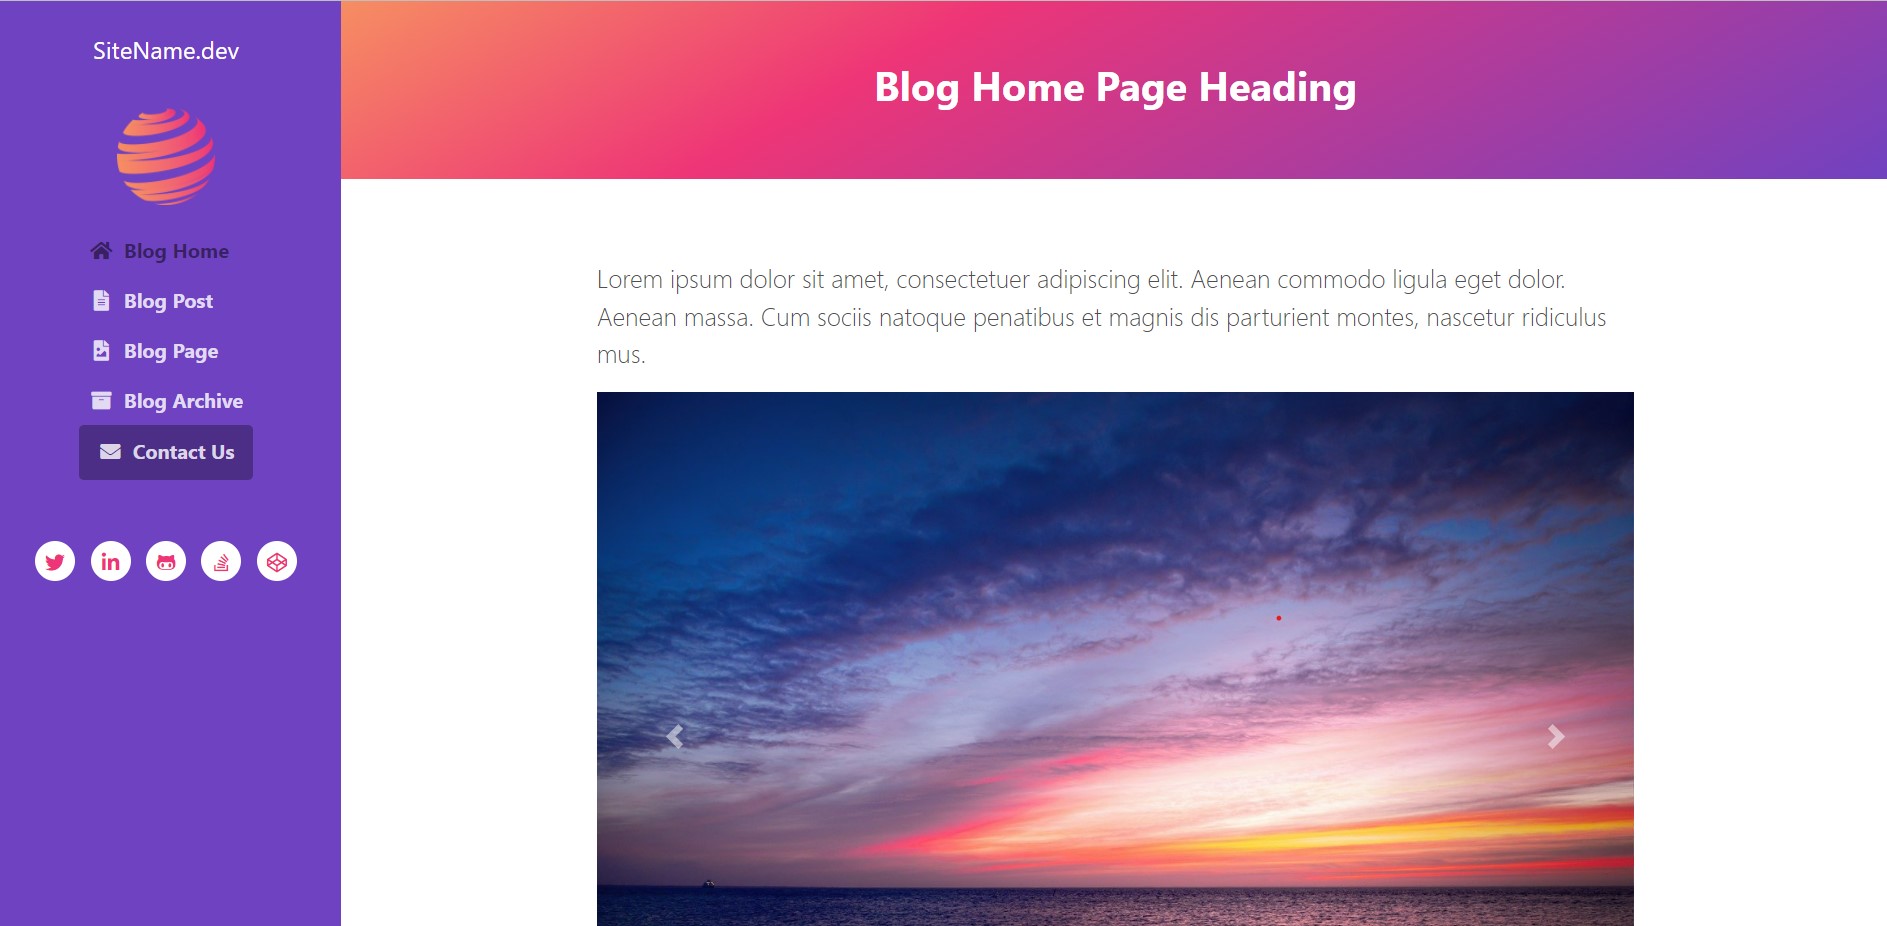 SiteName.dev
Blog Home
Blog Post
Blog Page
Blog Archive
Contact Us
in
Blog Home Page Heading
Lorem ipsum dolor sit amet, consectetuer adipiscing elit. Aenean commodo ligula eget dolor.
Aenean massa. Cum sociis natoque penatibus et magnis dis parturient montes, nascetur ridiculus
mus.